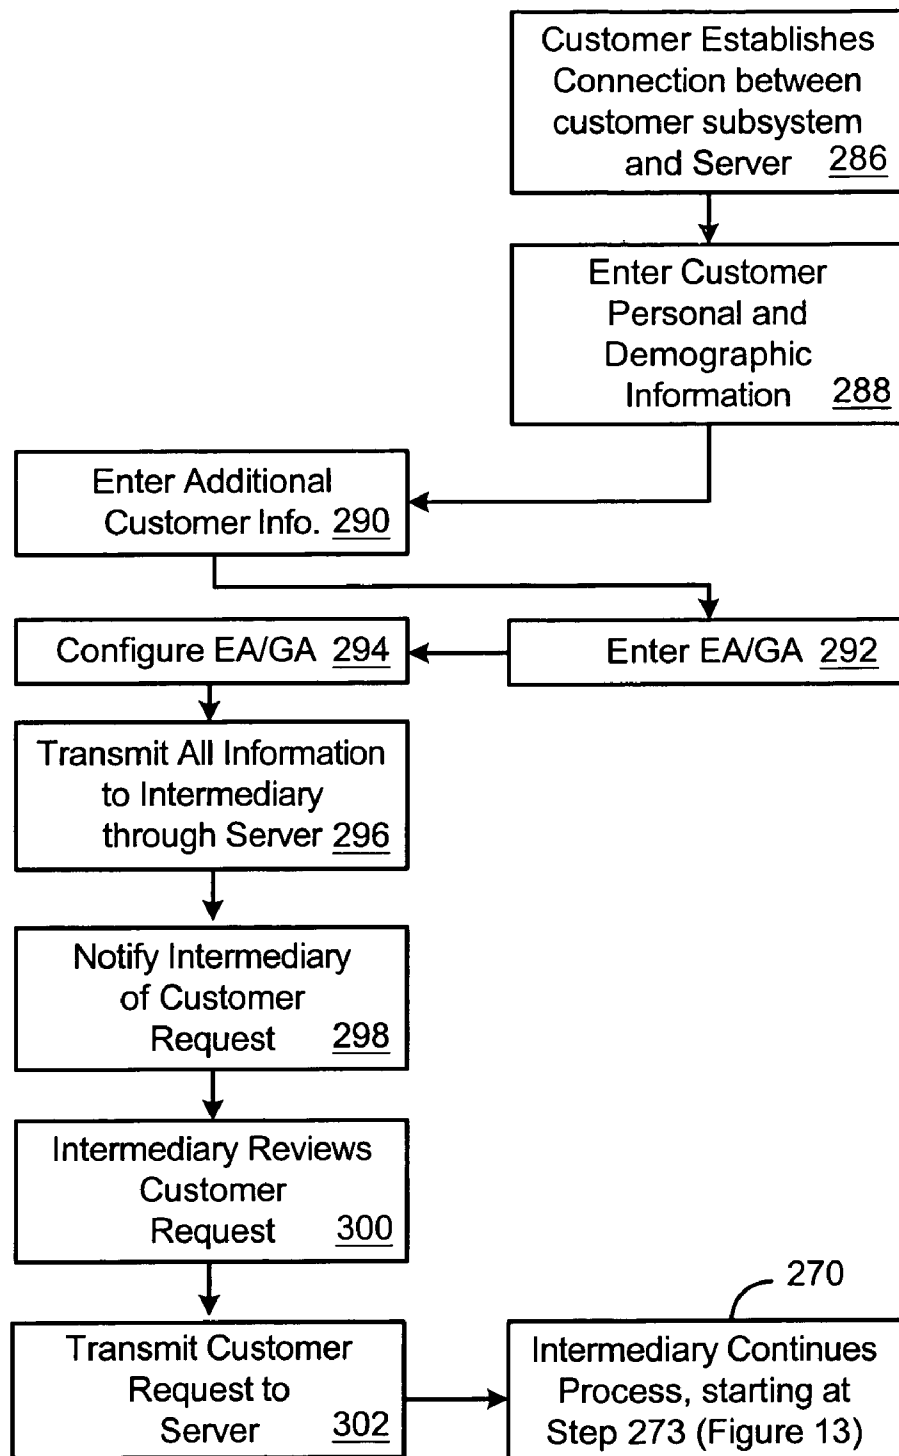 Customer Establishes
Connection between
customer subsystem
and Server 286
Enter Customer
Personal and
Demographic
Information 288
Enter Additional
Customer Info. 290
Enter EA/GA 292
Configure EA/GA 294
Transmit All Information
to Intermediary
through Server 296
Notify Intermediary
of Customer
Request 298
Intermediary Reviews
Customer
Request 300
Transmit Customer
Request to
Server 302
270
Intermediary Continues
Process, starting at
Step 273 (Figure 13)